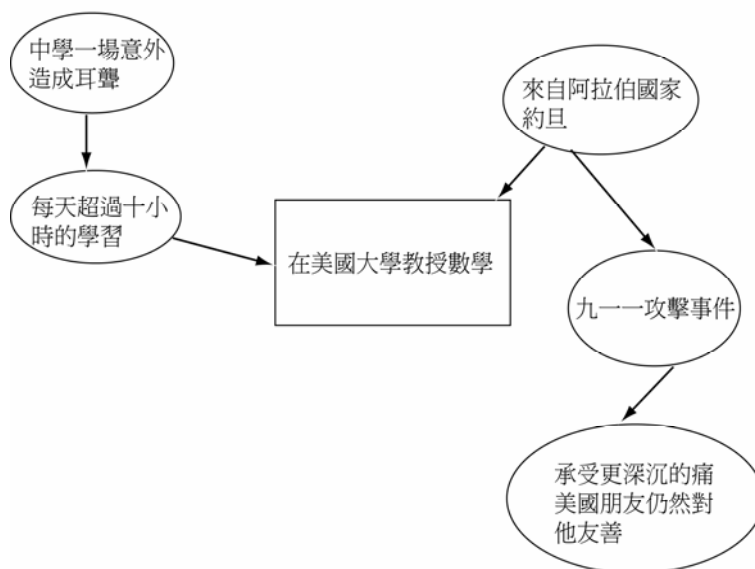 中學一場意外
造成耳聾
來自阿拉伯國家
約旦
每天超過十小
時的學習
在美國大學教授數學
九一一攻擊事件
承受更深沉的痛
美國朋友仍然對
他友善